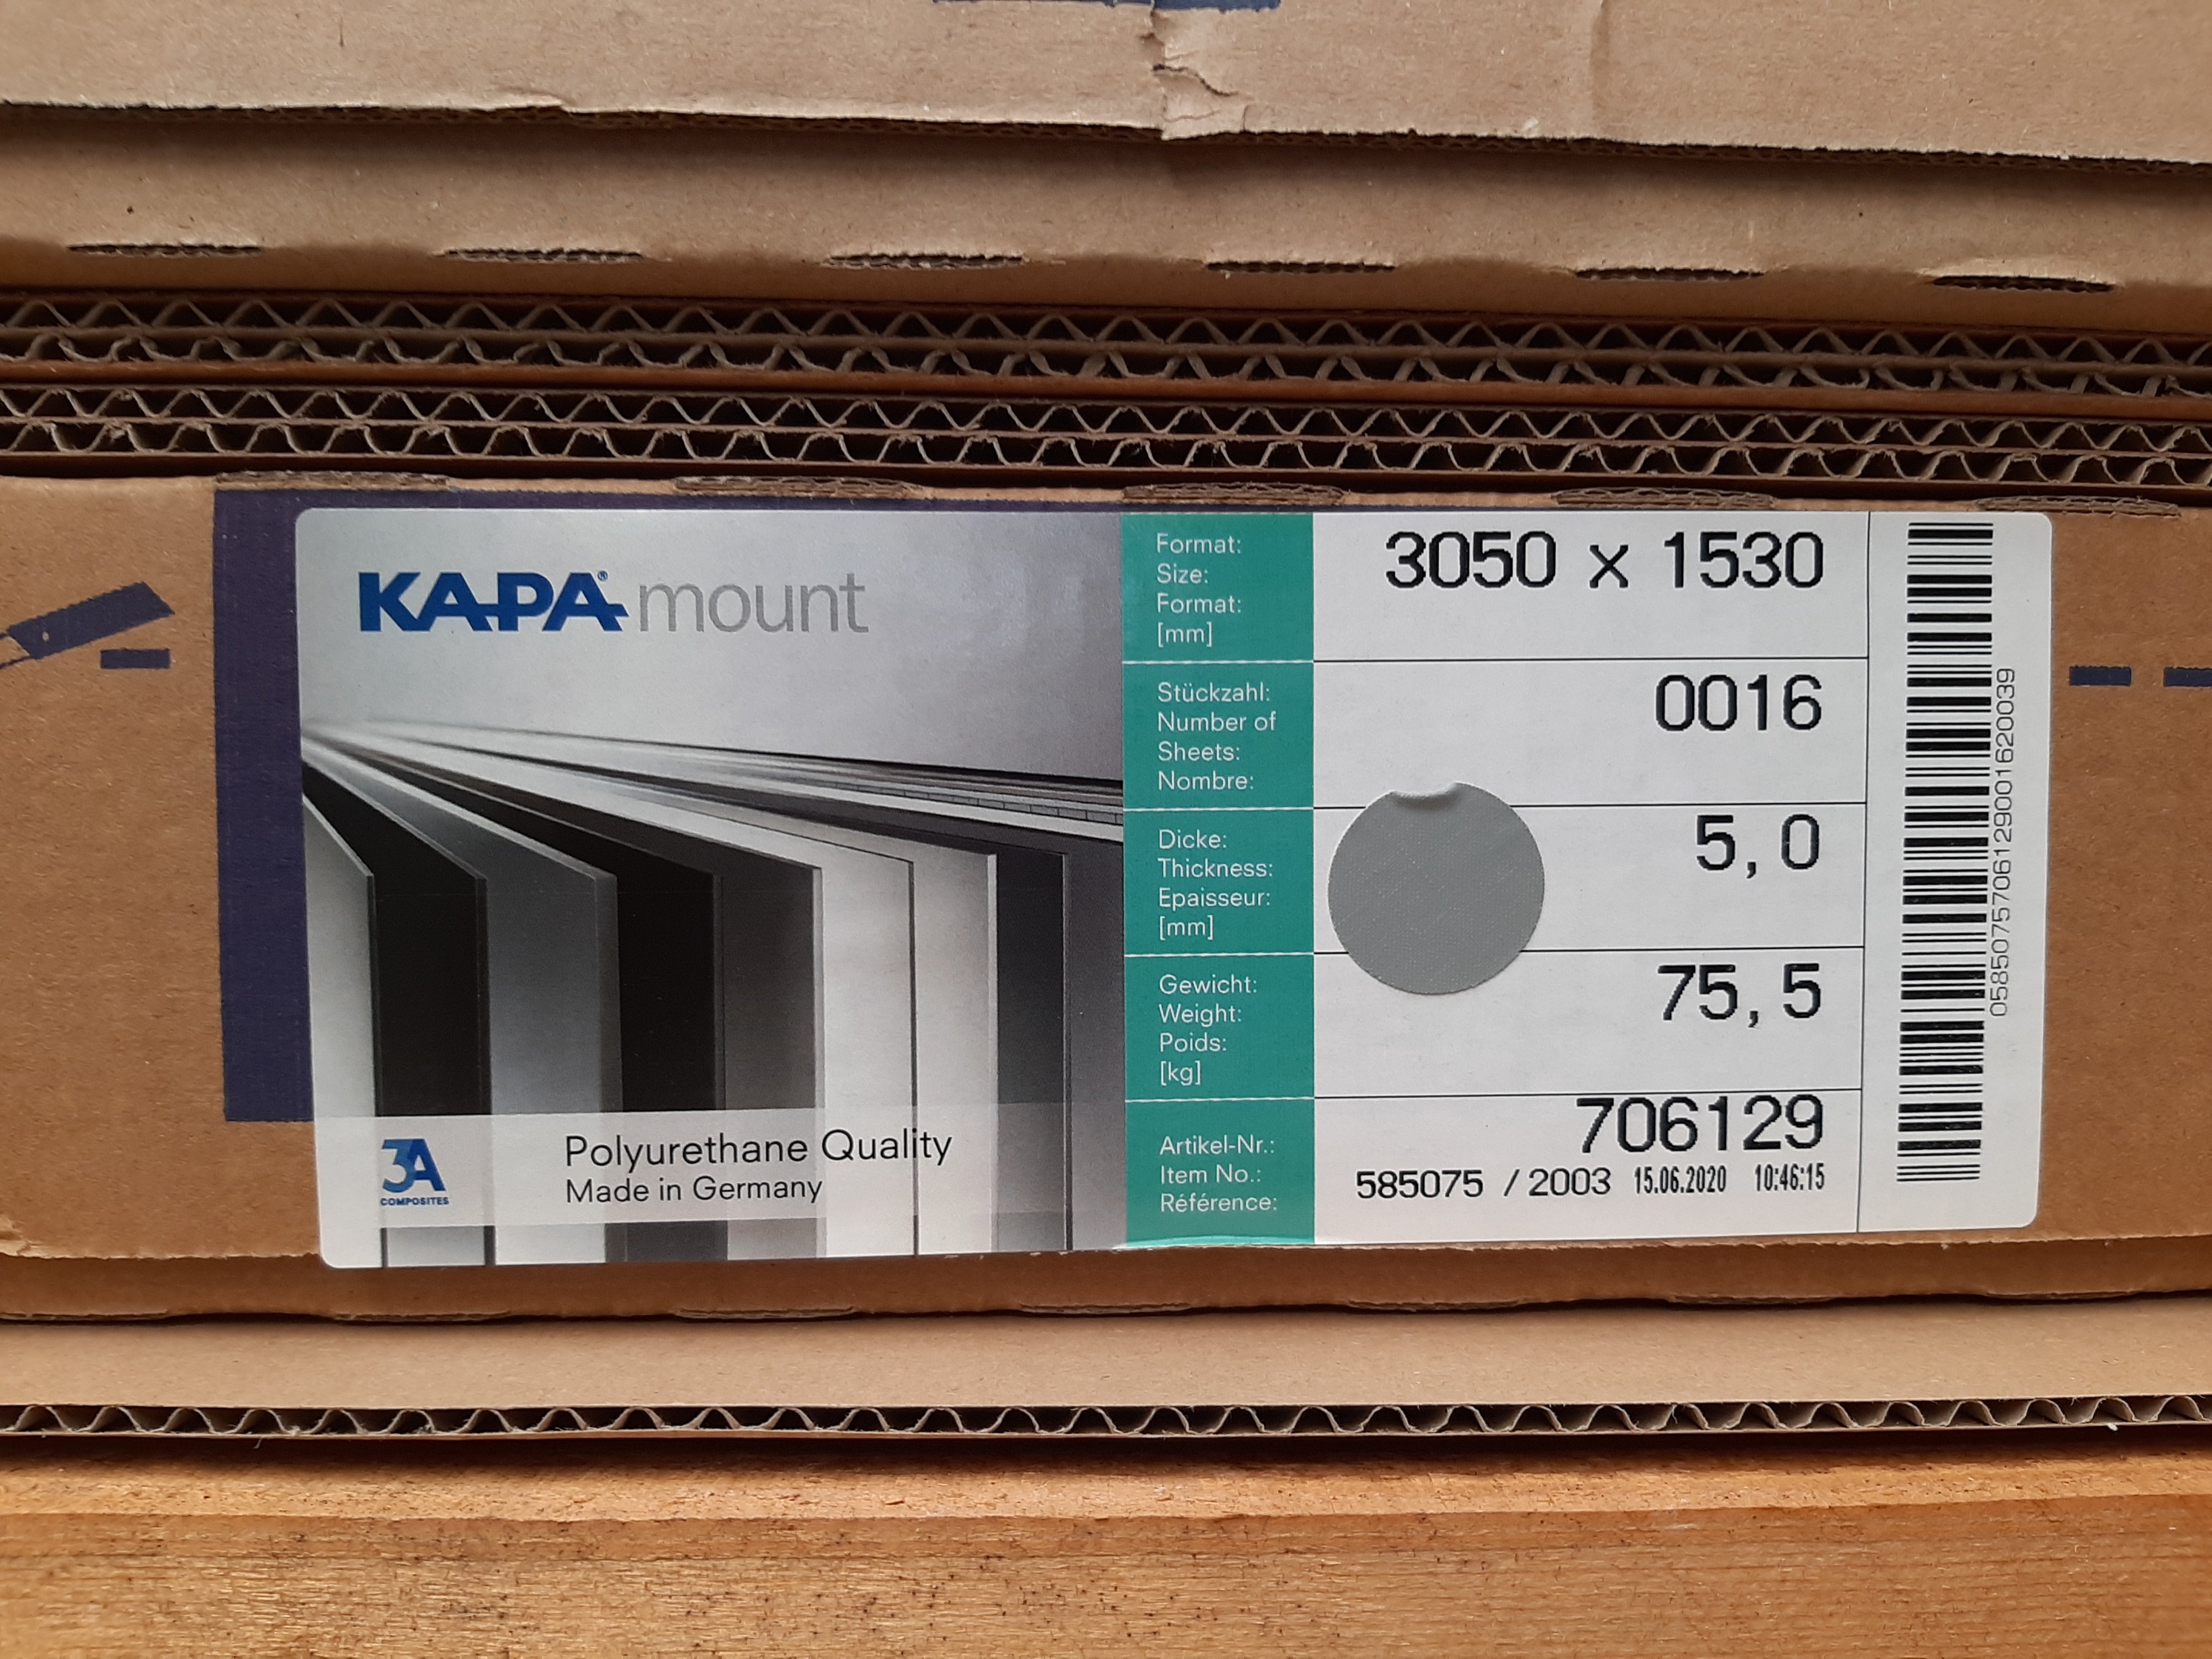 KAPA® mount
3A
COMPOSITES
Polyurethane Quality
Made in Germany
Format:
Size:
Format:
[mm]
3050 x 1530
Stückzahl:
Number of
Sheets:
Nombre:
0016
Dicke:
Thickness:
Epaisseur:
[mm]
5,0
Gewicht:
Weight:
Poids:
[kg]
75,5
Artikel-Nr.:
Item No.:
Référence:
706129
585075 / 2003 15.06.2020 10:46:15
0585075706129001620039